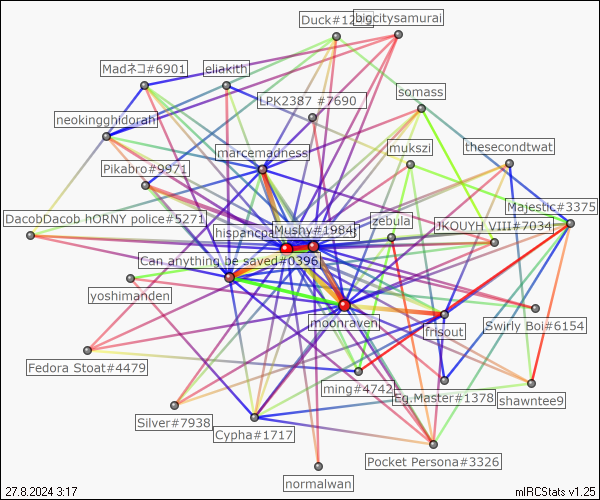 Duck#1219
bigcitysamurai
Madネコ#6901
eliakith
LPK2387 #7690
somass
neokingghidorah
marcemadness
mukszi
thesecondtwat
Pikabro#9971
Majestic#3375
DacobDacob hORNY police#5271
Mushy#1984
zebula
JKOUYH VIII#7034
Can anything be saved#0396
yoshimanden
moonraven
frisout
Swirly Boi#6154
Fedora Stoat#4479
ming#4742
Eg.Master#1378
shawntee9
Silver#7938
Cypha#1717
Pocket Persona#3326
normalwan
27.8.2024 3:17
mIRCStats v1.25